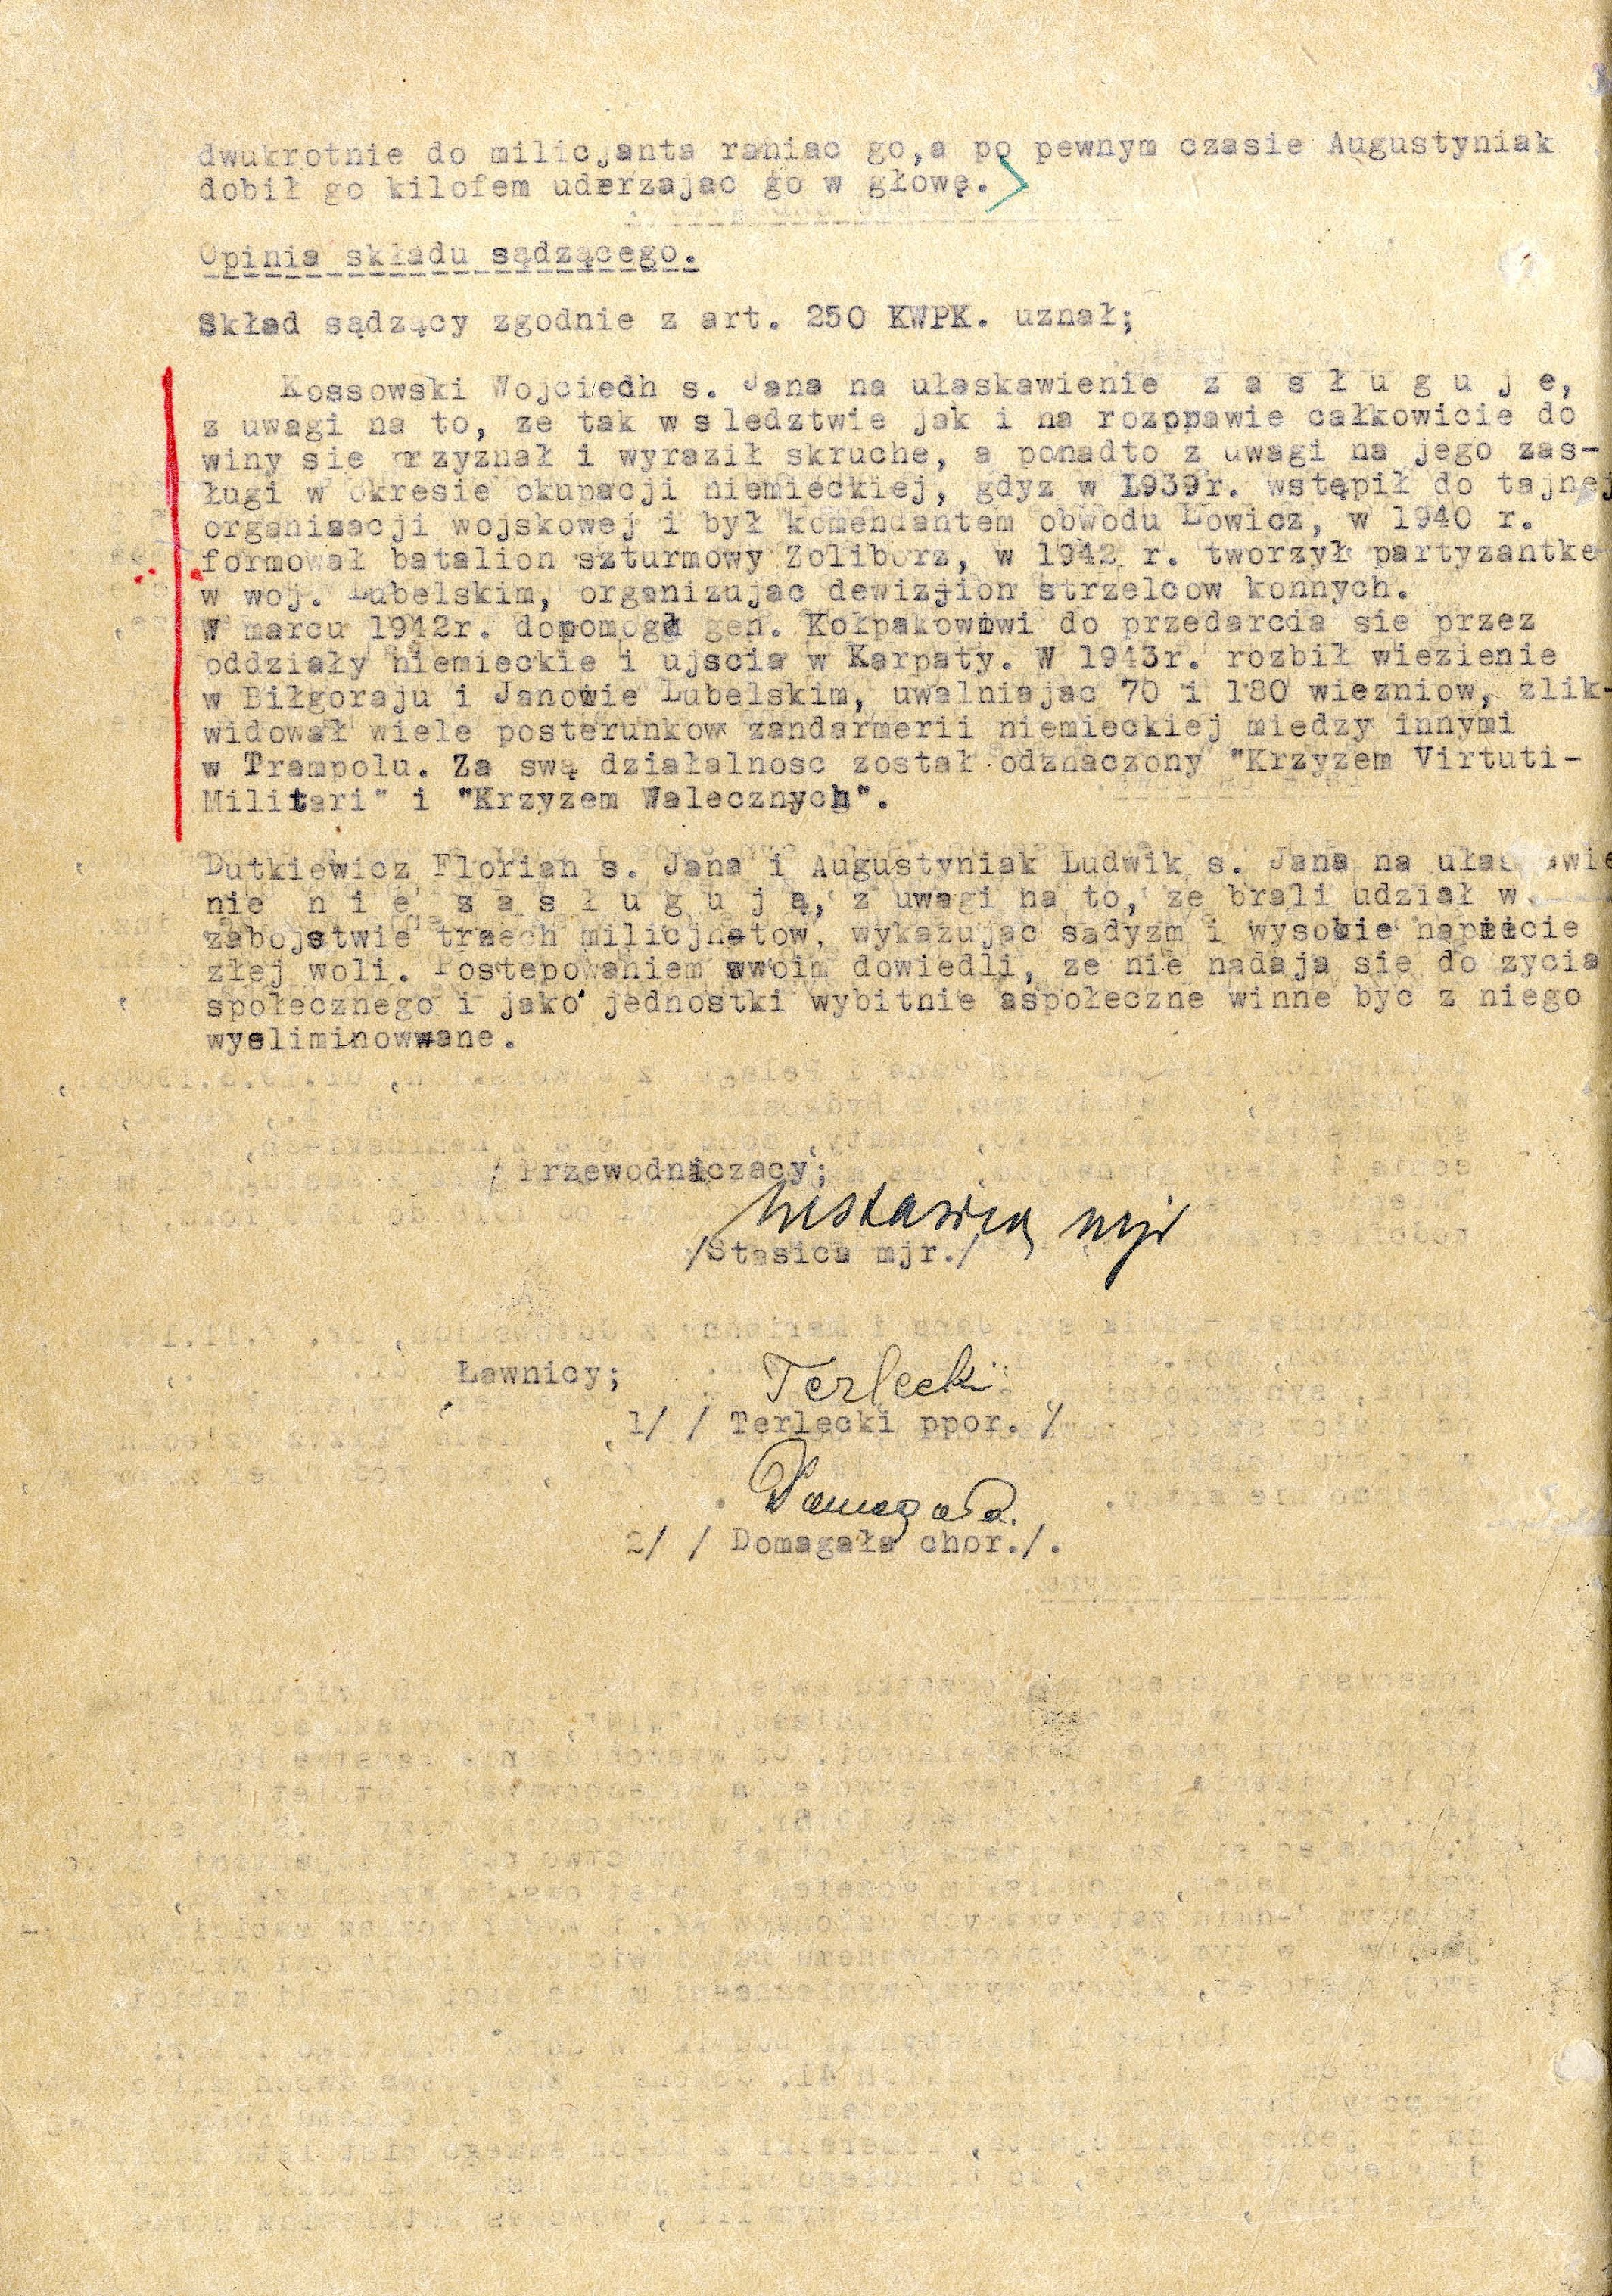 dwukrotnie do milicjanta raniac go,a po pewnym czasie Augustyniak
dobił go kilofem uderzajac go w głowę.
Opinia składu sądzącego.
Skład sądzący zgodnie z art. 250 KWPK. uznał;
Kossowski Wojciedh s. Jana na ułaskawienie z a s ł u g u j e,
z uwagi na to, ze tak w sledztwie jak i na rozprawie całkowicie do
winy sie przyznał i wyraził skruche, a ponadto z uwagi na jego zas-
ługi w okresie okupacji niemieckiej, gdyz w 1939r. wstąpił do tajnej
organizacji wojskowej i był komendantem obwodu Łowicz, w 1940 r.
formował batalion szturmowy Zoliborz, w 1942 r. tworzył partyzantke
w woj. Lubelskim, organizujac dewizjion strzelcow konnych.
W marcu 1942r. dopomogł gen. Kołpakowiwi do przedarcia sie przez
oddziały niemieckie i ujscia w Karpaty. W 1943r. rozbił wiezienie
w Biłgoraju i Janowie Lubelskim, uwalniajac 70 i 180 wiezniow, zlik-
widował wiele posterunkow zandarmerii niemieckiej miedzy innymi
w Trampolu. Za swą działalnosc został odznaczony "Krzyzem Virtuti-
Militari" i "Krzyzem Walecznych".
Dutkiewicz Florian s. Jana i Augustyniak Ludwik s. Jana na ułaskawie
nie n i e z a s ł u g u j ą, z uwagi na to, ze brali udział w
zabojstwie trzech milicjnatow, wykazujac sadyzm i wysokie napiecie
złej woli. Postepowaniem swoim dowiedli, ze nie nadaja sie do zycia
społecznego i jako jednostki wybitnie aspołeczne winne byc z niego
wyeliminowwane.
Przewodniczacy;
mjr
/Stasica mjr./
Ławnicy;
Terlecki
1/ / Terlecki ppor. /
Domagała
2/ / Domagała chor./.